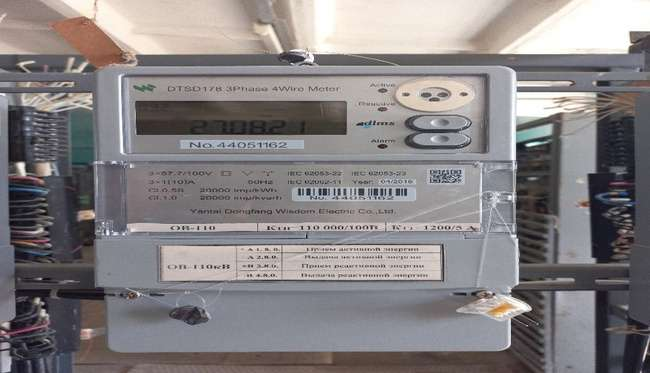 DTSD178 3Phase 4Wire Meter
Active
Reactive
dlms
Alarm
No.44051162
3×57.7/100V
IEC 62053-22 IEC 62053-23
3×1(10)A 50Hz
IEC 62052-11 Year: 04/2016
Cl.0.5S 20000 imp/kWh
Cl.1.0 20000 imp/kvarh
No. 44051162
Yantai Dongfang Wisdom Electric Co.,Ltd.
ОВ-110 Ктн 110 000/100В Ктт 1200/5 А
ОВ-110кВ
+ А 1.8.0. Прием активной энергии
- А 2.8.0. Выдача активной энергии
+R 3.8.0. Прием реактивной энергии
-R 4.8.0. Выдача реактивной энергии